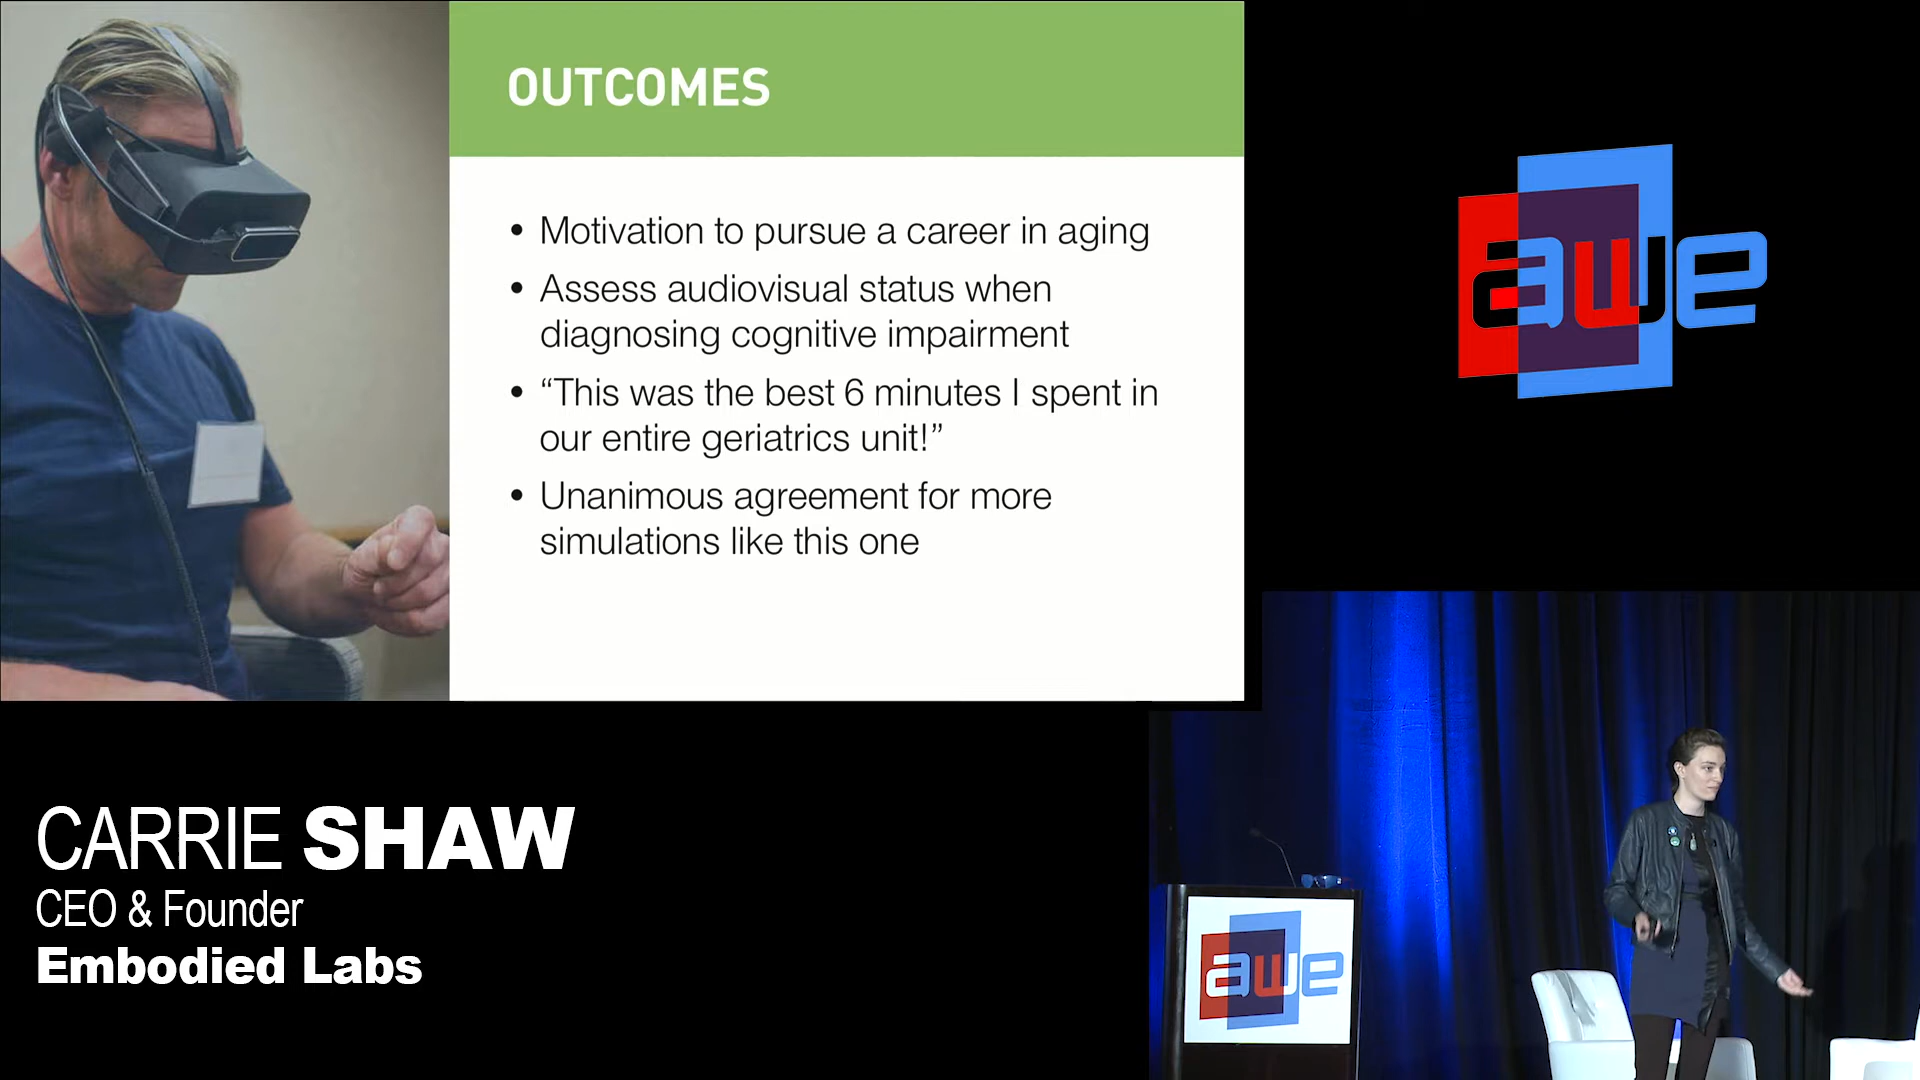 OUTCOMES
• Motivation to pursue a career in aging
• Assess audiovisual status when
diagnosing cognitive impairment
• “This was the best 6 minutes I spent in
our entire geriatrics unit!”
• Unanimous agreement for more
simulations like this one
awe
CARRIE SHAW
CEO & Founder
Embodied Labs
awe